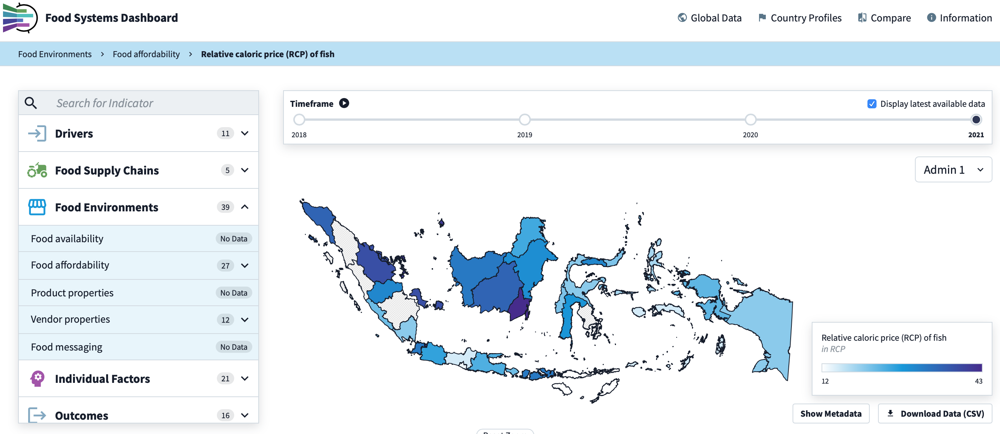 Food Systems Dashboard
Global Data
Country Profiles
Compare
Information
Food Environments > Food affordability > Relative caloric price (RCP) of fish
Search for Indicator
Drivers 11
Food Supply Chains 5
Food Environments 39
Food availability No Data
Food affordability 27
Product properties No Data
Vendor properties 12
Food messaging No Data
Individual Factors 21
Outcomes 16
Timeframe
Display latest available data
2018 2019 2020 2021
Admin 1
Relative caloric price (RCP) of fish
in RCP
12 43
Show Metadata
Download Data (CSV)